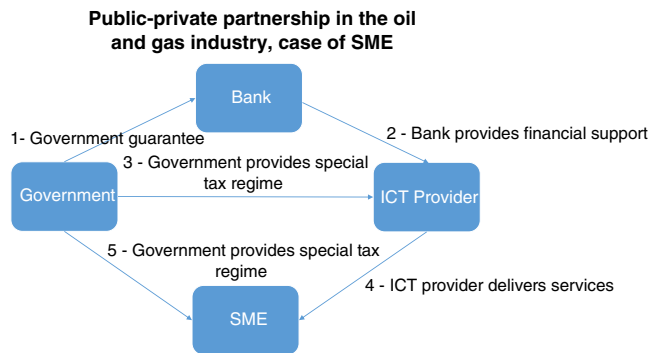 Public-private partnership in the oil
and gas industry, case of SME
Bank
1- Government guarantee
2 - Bank provides financial support
3 - Government provides special
tax regime
Government
ICT Provider
5 - Government provides special tax
regime
4 - ICT provider delivers services
SME